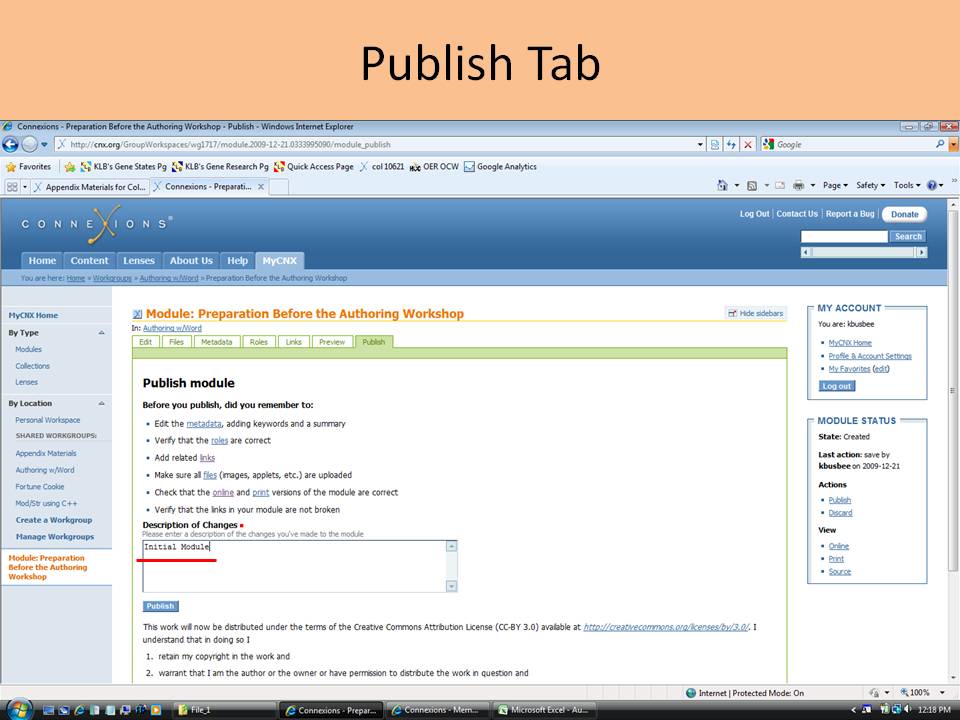 Publish Tab
Connexions - Preparation Before the Authoring Workshop - Publish - Windows Internet Explorer
http://cnx.org/GroupWorkspaces/wg1717/module.2009-12-21.0333995090/module_publish
Google
Favorites KLB's Gene States Pg KLB's Gene Research Pg Quick Access Page col 10621 OER OCW Google Analytics
Appendix Materials for Col... Connexions - Preparati... X Page Safety Tools
CONNEXIONS®
Log Out | Contact Us | Report a Bug Donate
Search
Home Content Lenses About Us Help MyCNX
You are here: Home » Workgroups » Authoring w/Word » Preparation Before the Authoring Workshop
MyCNX Home
By Type
Modules
Collections
Lenses
By Location
Personal Workspace
SHARED WORKGROUPS:
Appendix Materials
Authoring w/Word
Fortune Cookie
Mod/Str using C++
Create a Workgroup
Manage Workgroups
Module: Preparation
Before the Authoring
Workshop
Module: Preparation Before the Authoring Workshop
Hide sidebars
In: Authoring w/Word
Edit Files Metadata Roles Links Preview Publish
Publish module
Before you publish, did you remember to:
Edit the metadata, adding keywords and a summary
Verify that the roles are correct
Add related links
Make sure all files (images, applets, etc.) are uploaded
Check that the online and print versions of the module are correct
Verify that the links in your module are not broken
Description of Changes
Please enter a description of the changes you've made to the module
Initial Module
Publish
This work will now be distributed under the terms of the Creative Commons Attribution License (CC-BY 3.0) available at http://creativecommons.org/licenses/by/3.0/. I
understand that in doing so I
1. retain my copyright in the work and
2. warrant that I am the author or the owner or have permission to distribute the work in question and
MY ACCOUNT
You are: kbusbee
MyCNX Home
Profile & Account Settings
My Favorites (edit)
Log out
MODULE STATUS
State: Created
Last action: save by
kbusbee on 2009-12-21
Actions
Publish
Discard
View
Online
Print
Source
Internet | Protected Mode: On
100%
File_1 Connexions - Prepar... Connexions - Mem... Microsoft Excel - Au...
12:18 PM